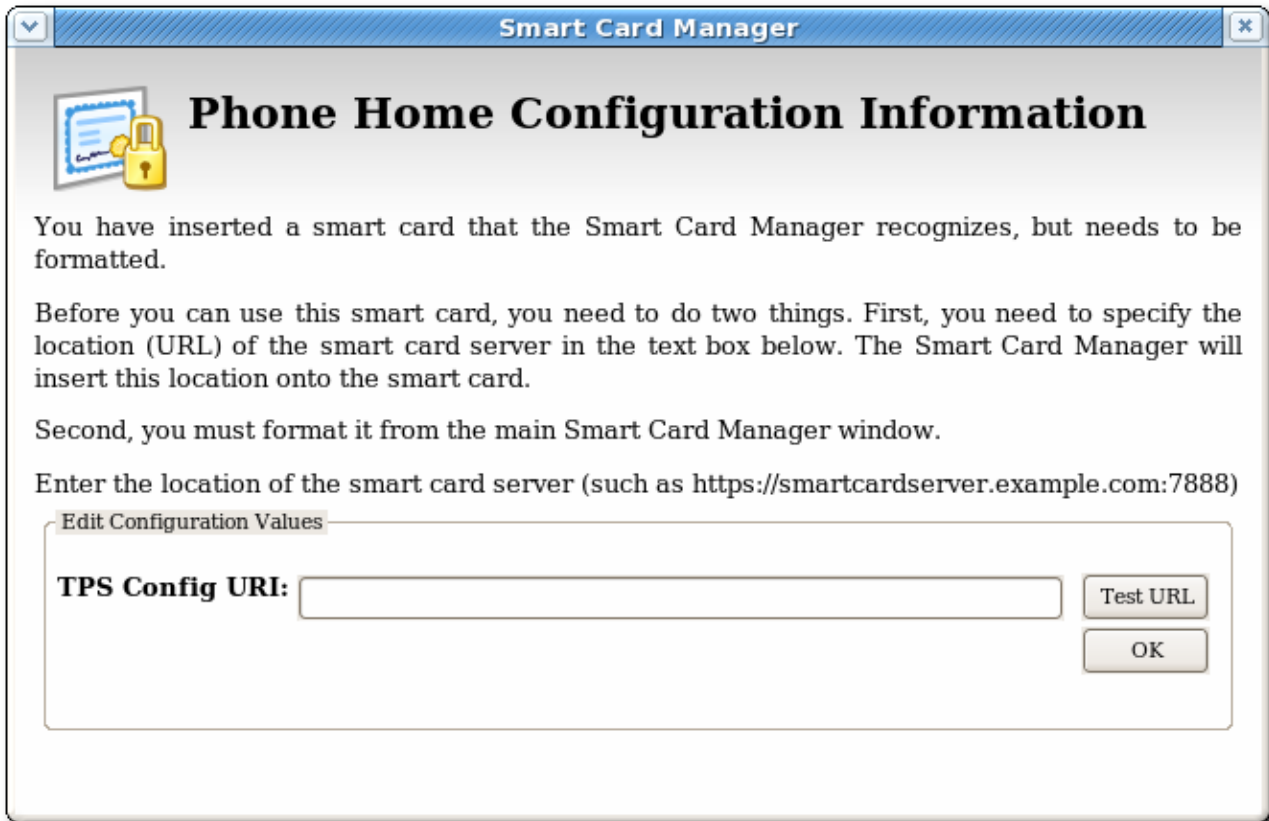 Smart Card Manager
Phone Home Configuration Information
You have inserted a smart card that the Smart Card Manager recognizes, but needs to be
formatted.
Before you can use this smart card, you need to do two things. First, you need to specify the
location (URL) of the smart card server in the text box below. The Smart Card Manager will
insert this location onto the smart card.
Second, you must format it from the main Smart Card Manager window.
Enter the location of the smart card server (such as https://smartcardserver.example.com:7888)
Edit Configuration Values
TPS Config URI:
Test URL
OK